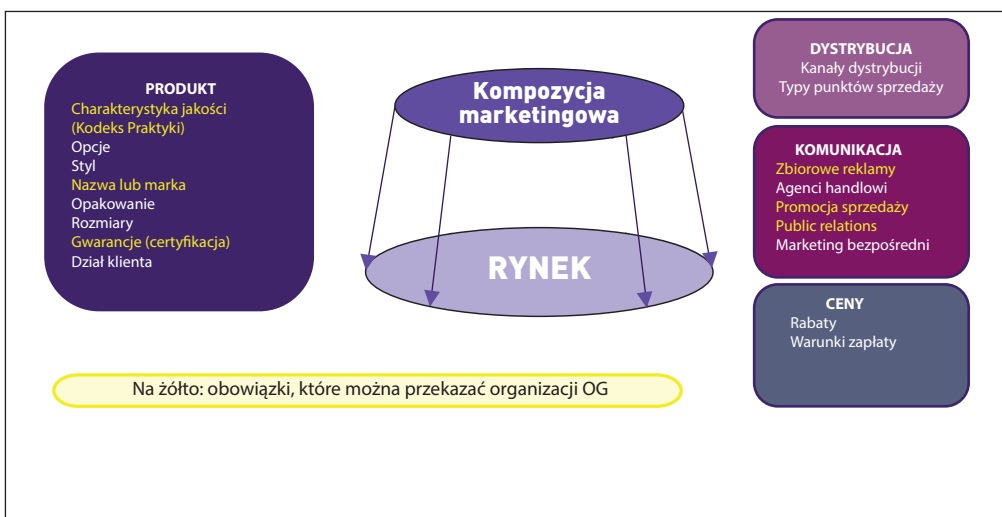 PRODUKT
Charakterystyka jakości
(Kodeks Praktyki)
Opcje
Styl
Nazwa lub marka
Opakowanie
Rozmiary
Gwarancje (certyfikacja)
Dział klienta
Kompozycja
marketingowa
RYNEK
DYSTRYBUCJA
Kanały dystrybucji
Typy punktów sprzedaży
KOMUNIKACJA
Zbiorowe reklamy
Agenci handlowi
Promocja sprzedaży
Public relations
Marketing bezpośredni
CENY
Rabaty
Warunki zapłaty
Na żółto: obowiązki, które można przekazać organizacji OG